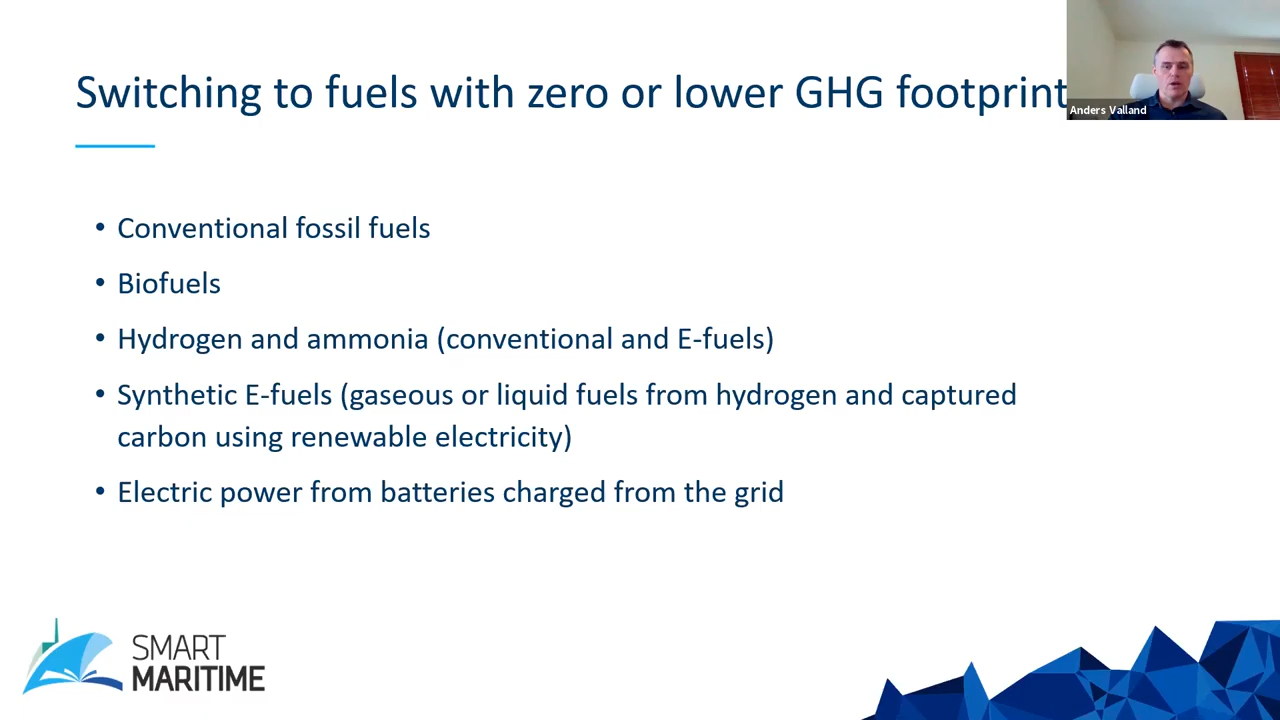 Switching to fuels with zero or lower GHG footprint
Anders Valland
• Conventional fossil fuels
• Biofuels
• Hydrogen and ammonia (conventional and E-fuels)
• Synthetic E-fuels (gaseous or liquid fuels from hydrogen and captured
carbon using renewable electricity)
• Electric power from batteries charged from the grid
SMART
MARITIME